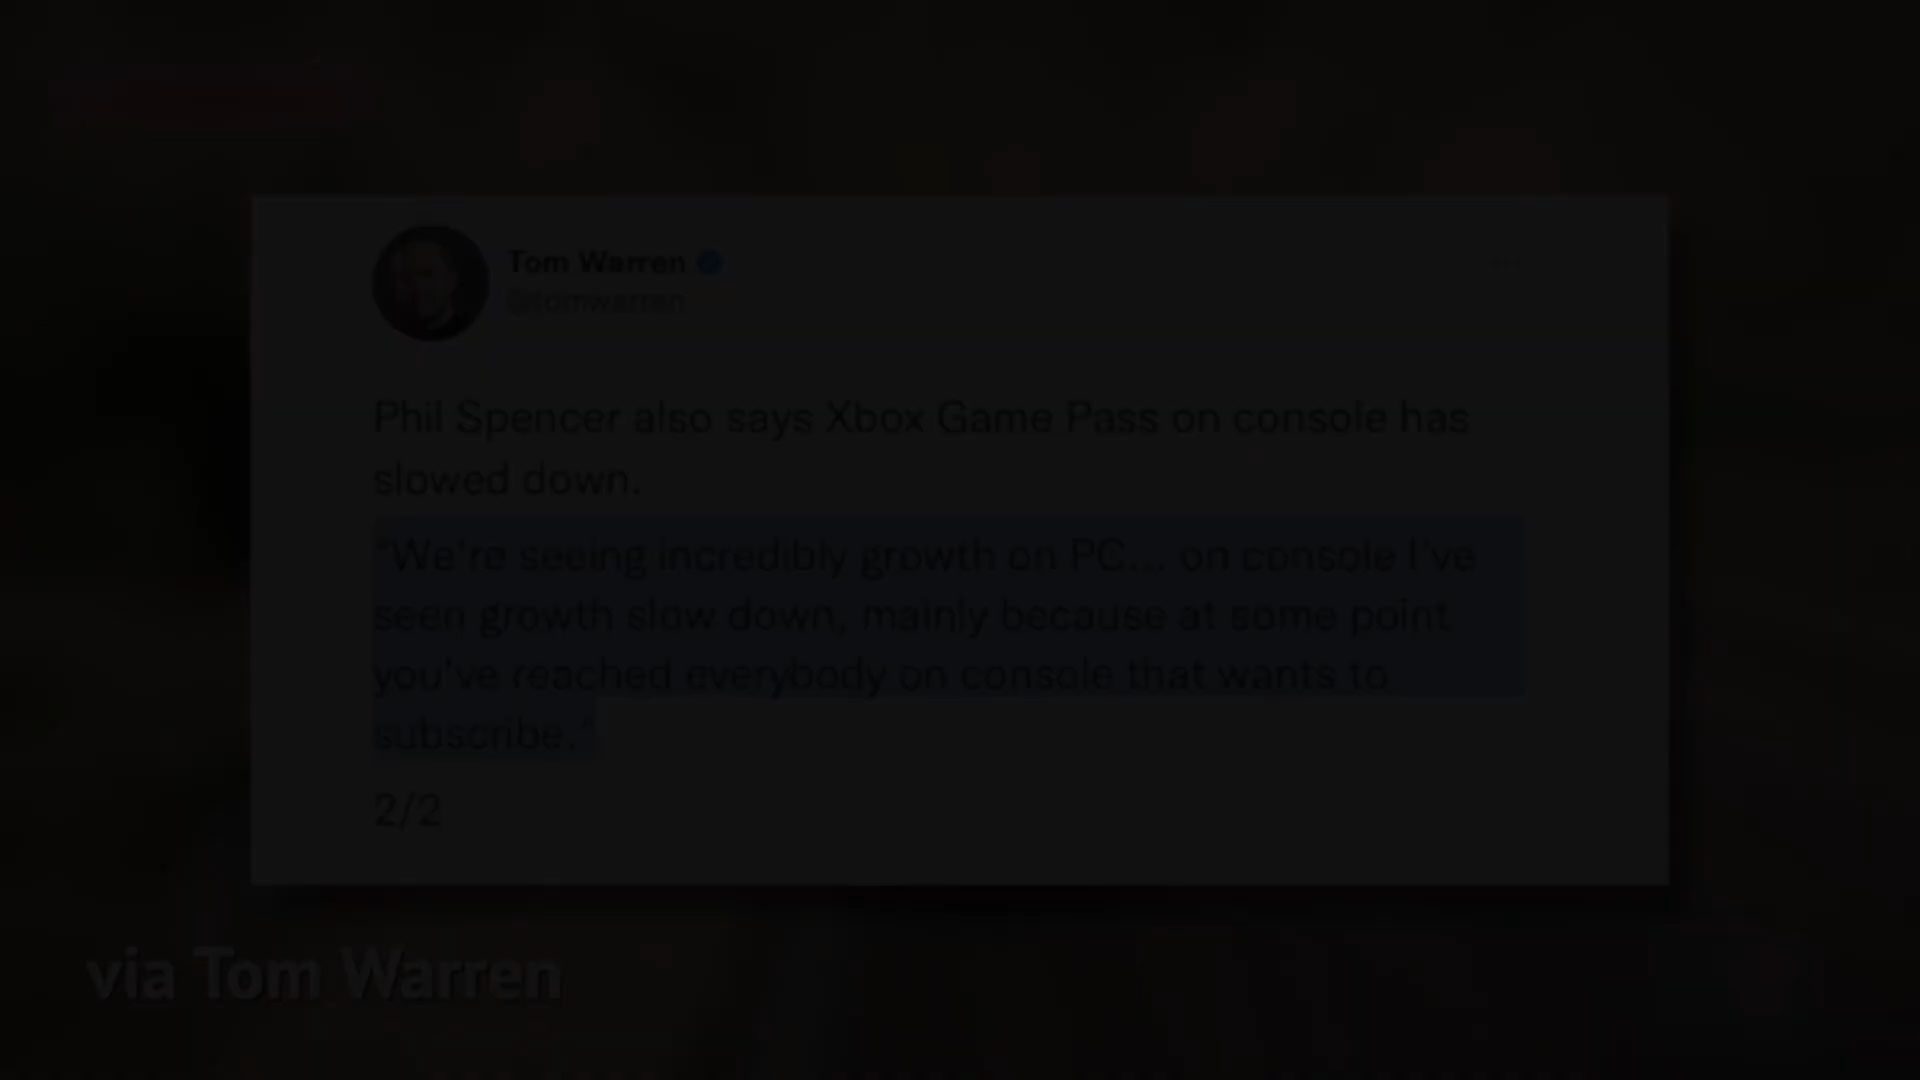 Tom Warren
@tomwarren
Phil Spencer also says Xbox Game Pass on console has
slowed down.
"We're seeing incredibly growth on PC... on console I've
seen growth slow down, mainly because at some point
you've reached everybody on console that wants to
subscribe."
2/2
via Tom Warren